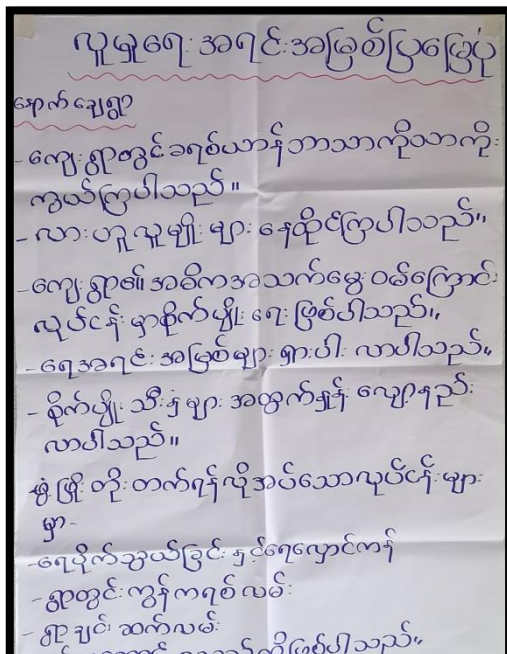 လူမှုရေး အရင်းအမြစ်ပြမြေပုံ
နောက်ချေရွာ
- ကျေးရွာတွင် ခရစ်ယာန်ဘာသာကိုသာကိုး
ကွယ်ကြပါသည်။
- လားဟူလူမျိုးများ နေထိုင်ကြပါသည်။
- ကျေးရွာ၏ အဓိကအသက်မွေးဝမ်းကြောင်း
လုပ်ငန်းမှာစိုက်ပျိုးရေးဖြစ်ပါသည်။
- ရေအရင်းအမြစ်များ ရှားပါးလာပါသည်။
- စိုက်ပျိုးသီးနှံများ အထွက်နှုန်းလျော့နည်း
လာပါသည်။
ဖွံ့ဖြိုးတိုးတက်ရန်လိုအပ်သောလုပ်ငန်းများ
မှာ -
- ရေပိုက်သွယ်ခြင်းနှင့်ရေလှောင်ကန်
- ရွာတွင်းကွန်ကရစ်လမ်း
- ရွာချင်းဆက်လမ်း